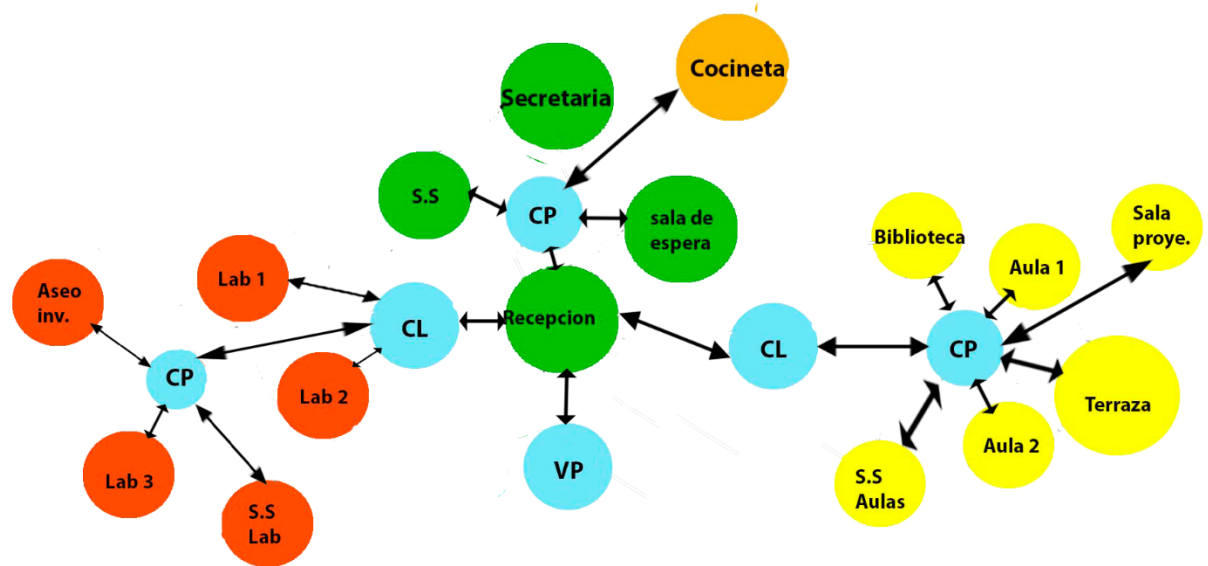 Cocineta
Secretaria
S.S
CP
sala de
espera
Sala
proye.
Biblioteca
Aula 1
Lab 1
Aseo
inv.
CL
Recepcion
CL
CP
CP
Lab 2
Terraza
Aula 2
VP
Lab 3
S.S
Lab
S.S
Aulas